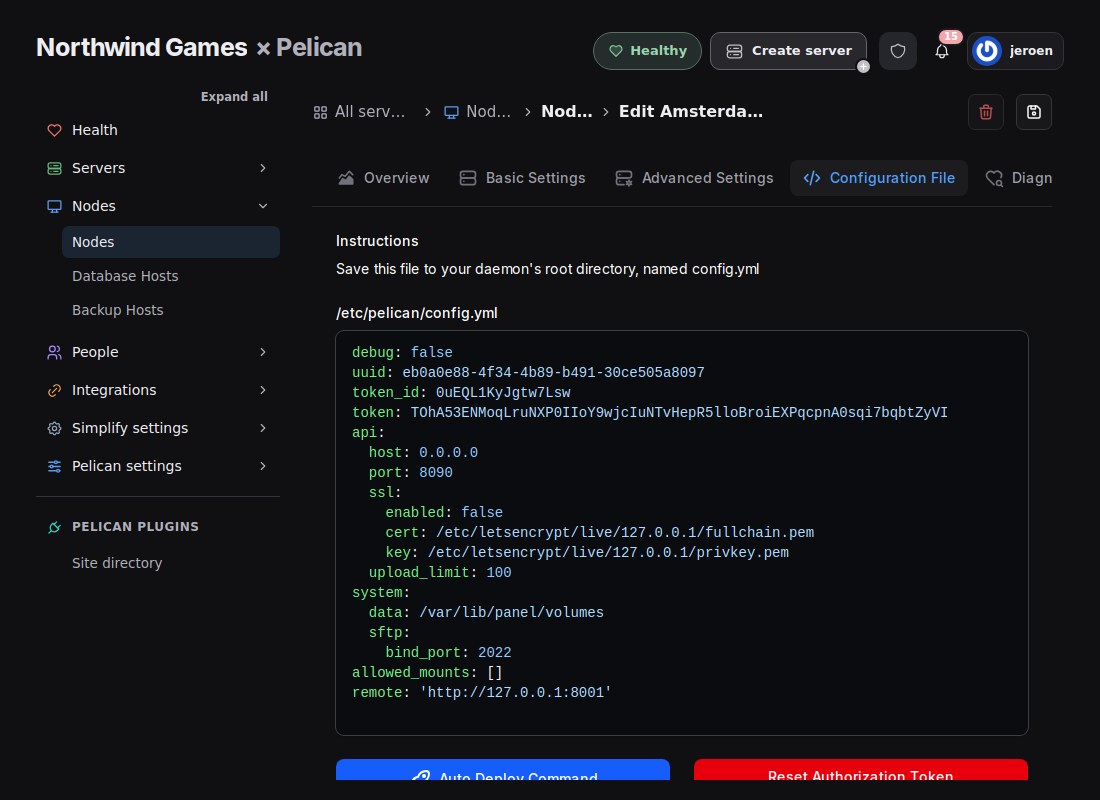 Northwind Games × Pelican
Healthy
Create server
15
jeroen
Expand all
Health
Servers
Nodes
Nodes
Database Hosts
Backup Hosts
People
Integrations
Simplify settings
Pelican settings
PELICAN PLUGINS
Site directory
All serv... > Nod... > Nod... > Edit Amsterda...
Overview
Basic Settings
Advanced Settings
Configuration File
Diagn
Instructions
Save this file to your daemon's root directory, named config.yml
/etc/pelican/config.yml
debug: false
uuid: eb0a0e88-4f34-4b89-b491-30ce505a8097
token_id: 0uEQL1KyJgtw7Lsw
token: TOhA53ENMoqLruNXP0IIoY9wjcIuNTvHepR5lloBroiEXPqcpnA0sqi7bqbtZyVI
api:
  host: 0.0.0.0
  port: 8090
  ssl:
    enabled: false
    cert: /etc/letsencrypt/live/127.0.0.1/fullchain.pem
    key: /etc/letsencrypt/live/127.0.0.1/privkey.pem
  upload_limit: 100
system:
  data: /var/lib/panel/volumes
  sftp:
    bind_port: 2022
allowed_mounts: []
remote: 'http://127.0.0.1:8001'
Auto Deploy Command
Reset Authorization Token